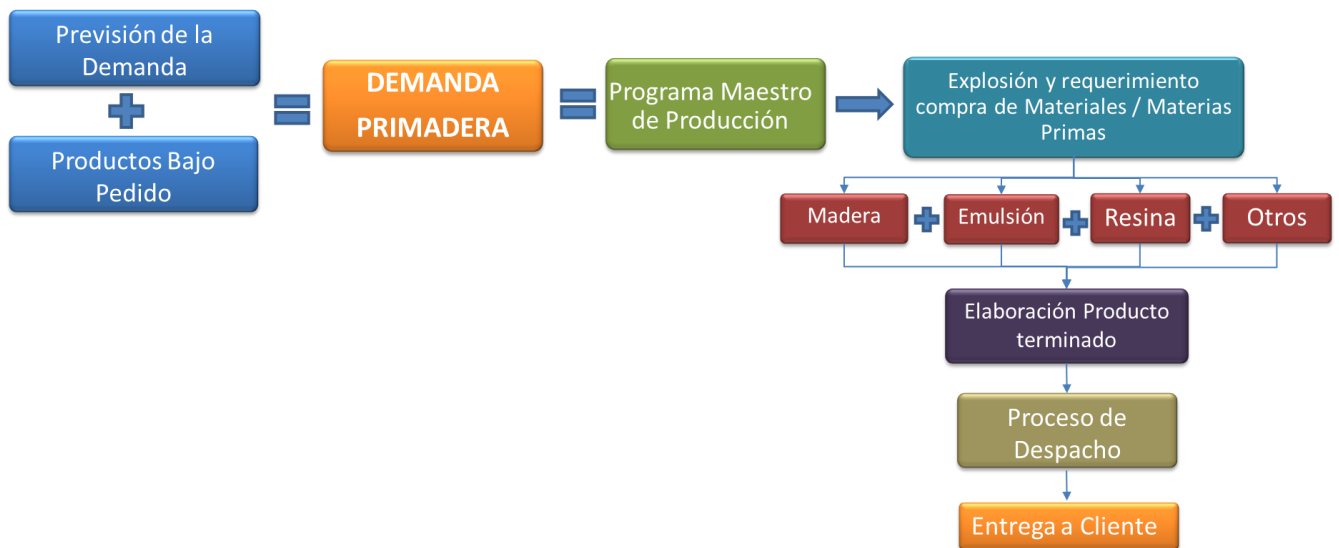 Previsión de la
Demanda
Productos Bajo
Pedido
DEMANDA
PRIMADERA
Programa Maestro
de Producción
Explosión y requerimiento
compra de Materiales / Materias
Primas
Madera
Emulsión
Resina
Otros
Elaboración Producto
terminado
Proceso de
Despacho
Entrega a Cliente